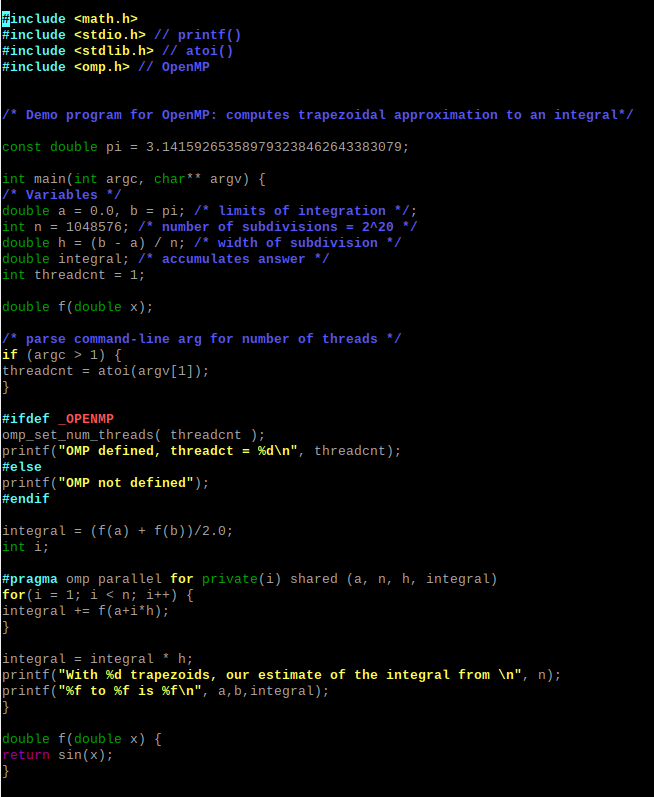 #include <math.h>
#include <stdio.h> // printf()
#include <stdlib.h> // atoi()
#include <omp.h> // OpenMP
/* Demo program for OpenMP: computes trapezoidal approximation to an integral*/
const double pi = 3.141592653589793238462643383079;
int main(int argc, char** argv) {
/* Variables */
double a = 0.0, b = pi; /* limits of integration */;
int n = 1048576; /* number of subdivisions = 2^20 */
double h = (b - a) / n; /* width of subdivision */
double integral; /* accumulates answer */
int threadcnt = 1;
double f(double x);
/* parse command-line arg for number of threads */
if (argc > 1) {
threadcnt = atoi(argv[1]);
}
#ifdef _OPENMP
omp_set_num_threads( threadcnt );
printf("OMP defined, threadct = %d\n", threadcnt);
#else
printf("OMP not defined");
#endif
integral = (f(a) + f(b))/2.0;
int i;
#pragma omp parallel for private(i) shared (a, n, h, integral)
for(i = 1; i < n; i++) {
integral += f(a+i*h);
}
integral = integral * h;
printf("With %d trapezoids, our estimate of the integral from \n", n);
printf("%f to %f is %f\n", a,b,integral);
}
double f(double x) {
return sin(x);
}